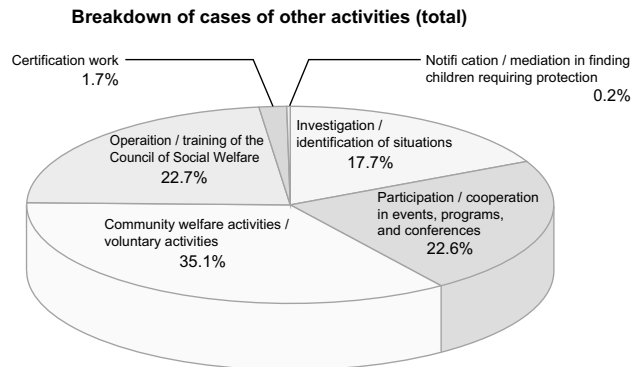 Breakdown of cases of other activities (total)
Certification work
1.7%
Notifi cation / mediation in finding
children requiring protection
0.2%
Investigation /
identification of situations
17.7%
Operaition / training of the
Council of Social Welfare
22.7%
Participation / cooperation
in events, programs,
and conferences
22.6%
Community welfare activities /
voluntary activities
35.1%